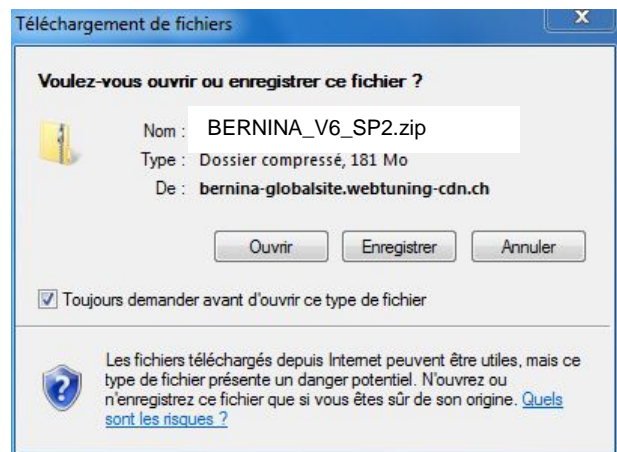 Téléchargement de fichiers
Voulez-vous ouvrir ou enregistrer ce fichier ?
Nom : BERNINA_V6_SP2.zip
Type : Dossier compressé, 181 Mo
De : bernina-globalsite.webtuning-cdn.ch
Ouvrir Enregistrer Annuler
Toujours demander avant d'ouvrir ce type de fichier
Les fichiers téléchargés depuis Internet peuvent être utiles, mais ce
type de fichier présente un danger potentiel. N'ouvrez ou
n'enregistrez ce fichier que si vous êtes sûr de son origine. Quels
sont les risques ?